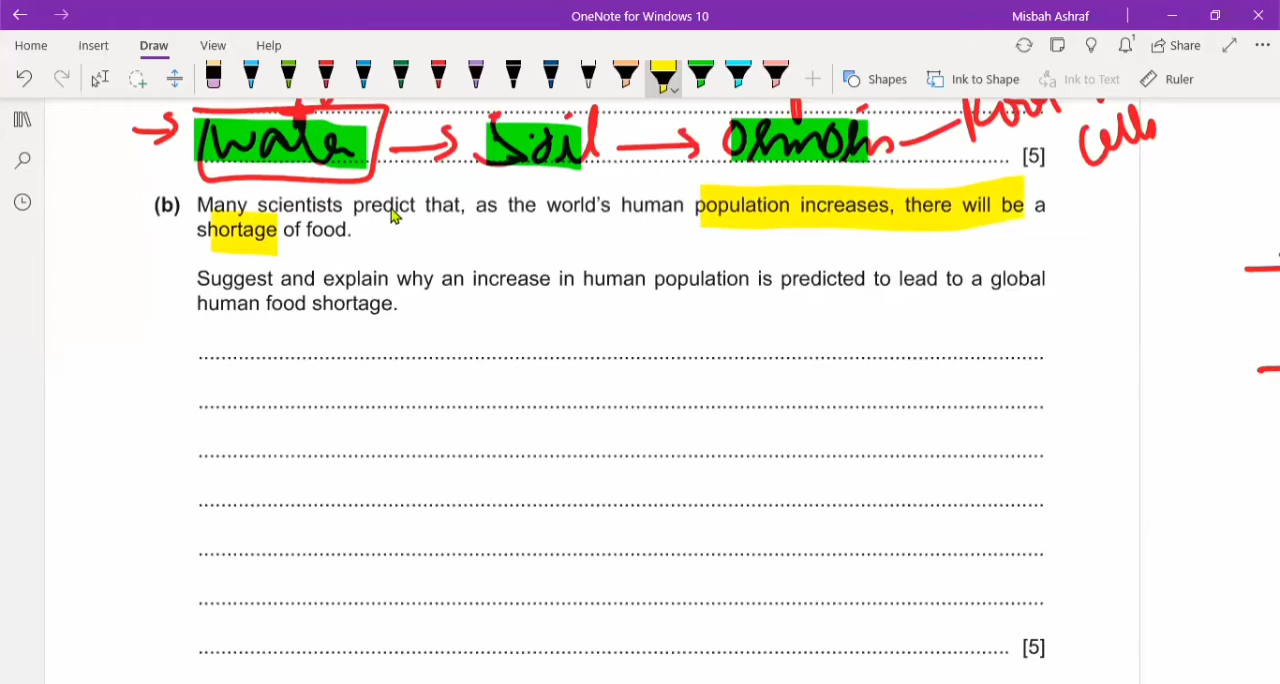 OneNote for Windows 10
Misbah Ashraf
Home Insert Draw View Help
Share
Shapes Ink to Shape Ink to Text Ruler
water → soil → osmosis
cells
[5]
(b) Many scientists predict that, as the world's human population increases, there will be a
shortage of food.
Suggest and explain why an increase in human population is predicted to lead to a global
human food shortage.
[5]